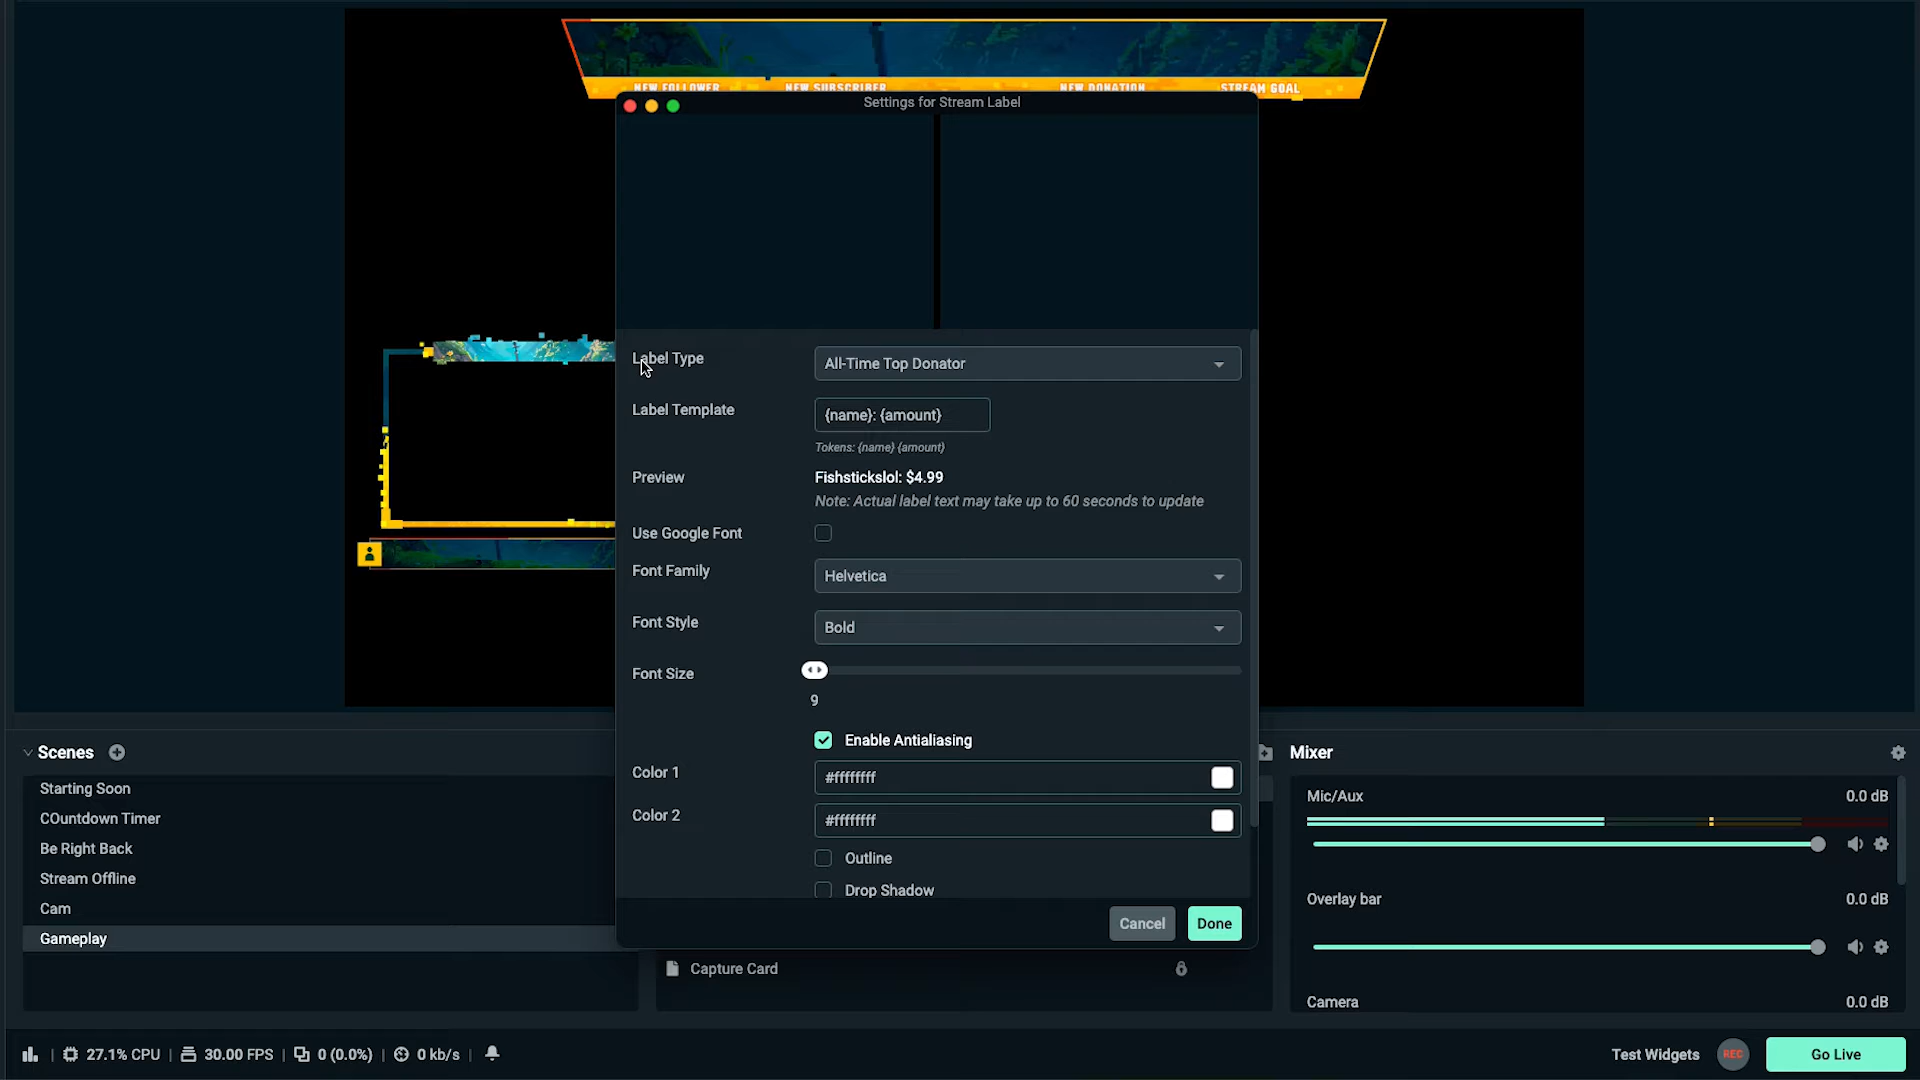 NEW FOLLOWER NEW SUBSCRIBER NEW DONATION STREAM GOAL
Settings for Stream Label
Label Type
All-Time Top Donator
Label Template
{name}: {amount}
Tokens: {name} {amount}
Preview
Fishstickslol: $4.99
Note: Actual label text may take up to 60 seconds to update
Use Google Font
Font Family
Helvetica
Font Style
Bold
Font Size
9
Enable Antialiasing
Color 1
#ffffffff
Color 2
#ffffffff
Outline
Drop Shadow
Cancel Done
Scenes
Starting Soon
COuntdown Timer
Be Right Back
Stream Offline
Cam
Gameplay
Capture Card
Mixer
Mic/Aux 0.0 dB
Overlay bar 0.0 dB
Camera 0.0 dB
27.1% CPU 30.00 FPS 0 (0.0%) 0 kb/s
Test Widgets REC Go Live